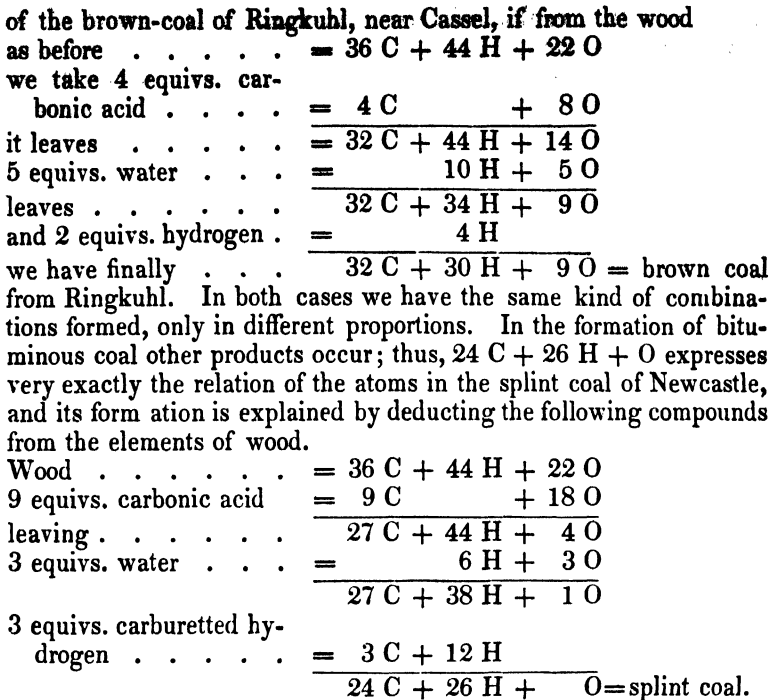 of the brown-coal of Ringkuhl, near Cassel, if from the wood
as before . . . . . = 36 C + 44 H + 22 O
we take 4 equivs. car-
bonic acid . . . . = 4 C + 8 O
it leaves . . . . . = 32 C + 44 H + 14 O
5 equivs. water . . . = 10 H + 5 O
leaves . . . . . . 32 C + 34 H + 9 O
and 2 equivs. hydrogen . = 4 H
we have finally . . . 32 C + 30 H + 9 O = brown coal
from Ringkuhl. In both cases we have the same kind of combina-
tions formed, only in different proportions. In the formation of bitu-
minous coal other products occur; thus, 24 C + 26 H + O expresses
very exactly the relation of the atoms in the splint coal of Newcastle,
and its form ation is explained by deducting the following compounds
from the elements of wood.
Wood . . . . . . = 36 C + 44 H + 22 O
9 equivs. carbonic acid = 9 C + 18 O
leaving . . . . . . 27 C + 44 H + 4 O
3 equivs. water . . . = 6 H + 3 O
27 C + 38 H + 1 O
3 equivs. carburetted hy-
drogen . . . . . = 3 C + 12 H
24 C + 26 H + O=splint coal.